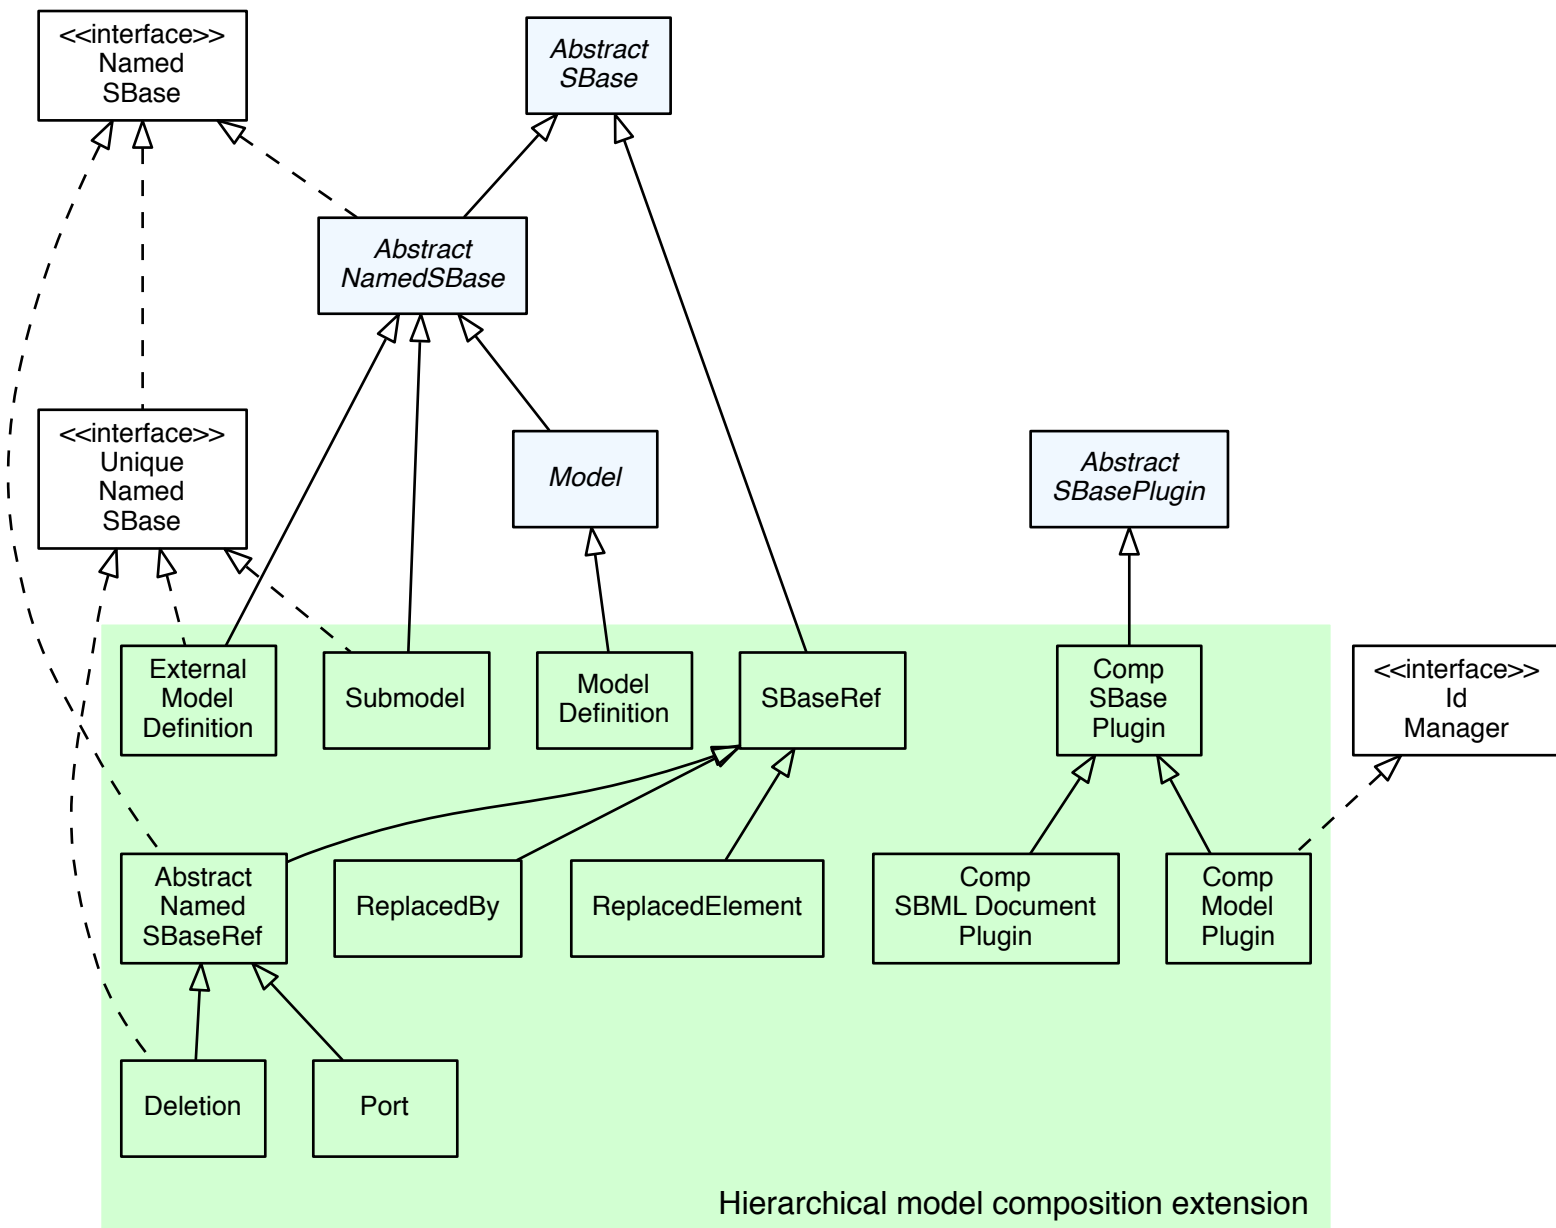 <<interface>>
Named
SBase
Abstract
SBase
Abstract
NamedSBase
<<interface>>
Unique
Named
SBase
Model
Abstract
SBasePlugin
External
Model
Definition
Submodel
Model
Definition
SBaseRef
Comp
SBase
Plugin
<<interface>>
Id
Manager
Abstract
Named
SBaseRef
ReplacedBy
ReplacedElement
Comp
SBML Document
Plugin
Comp
Model
Plugin
Deletion
Port
Hierarchical model composition extension